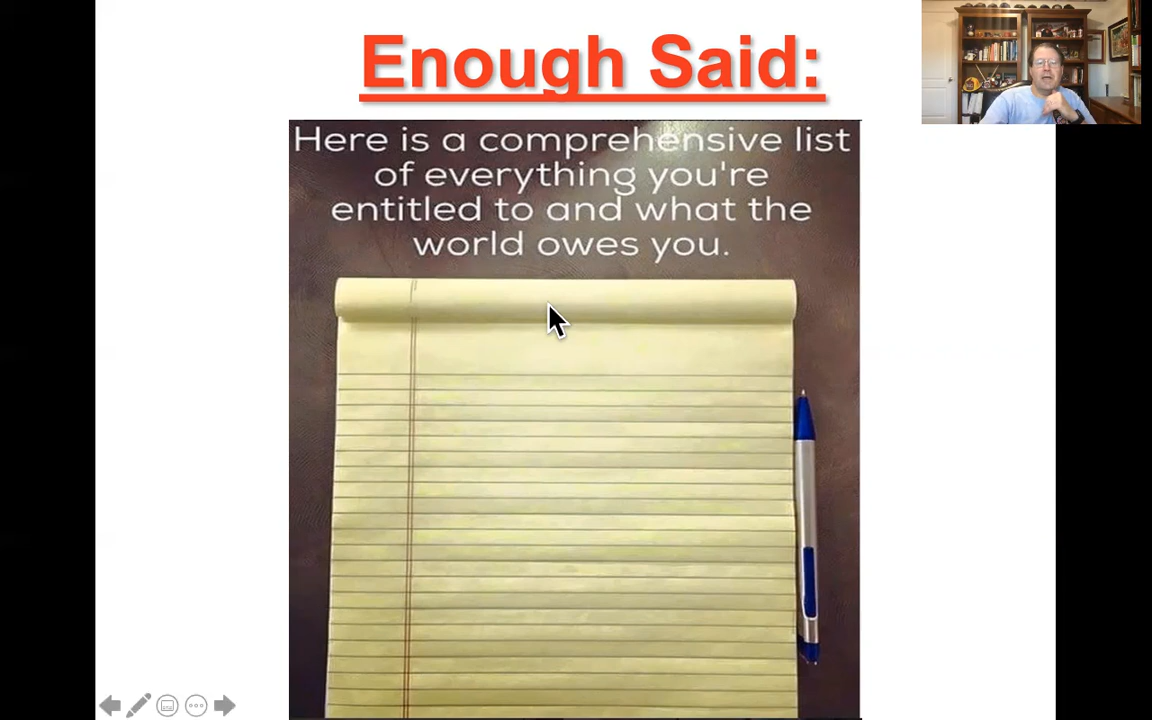 Enough Said:
Here is a comprehensive list
of everything you're
entitled to and what the
world owes you.